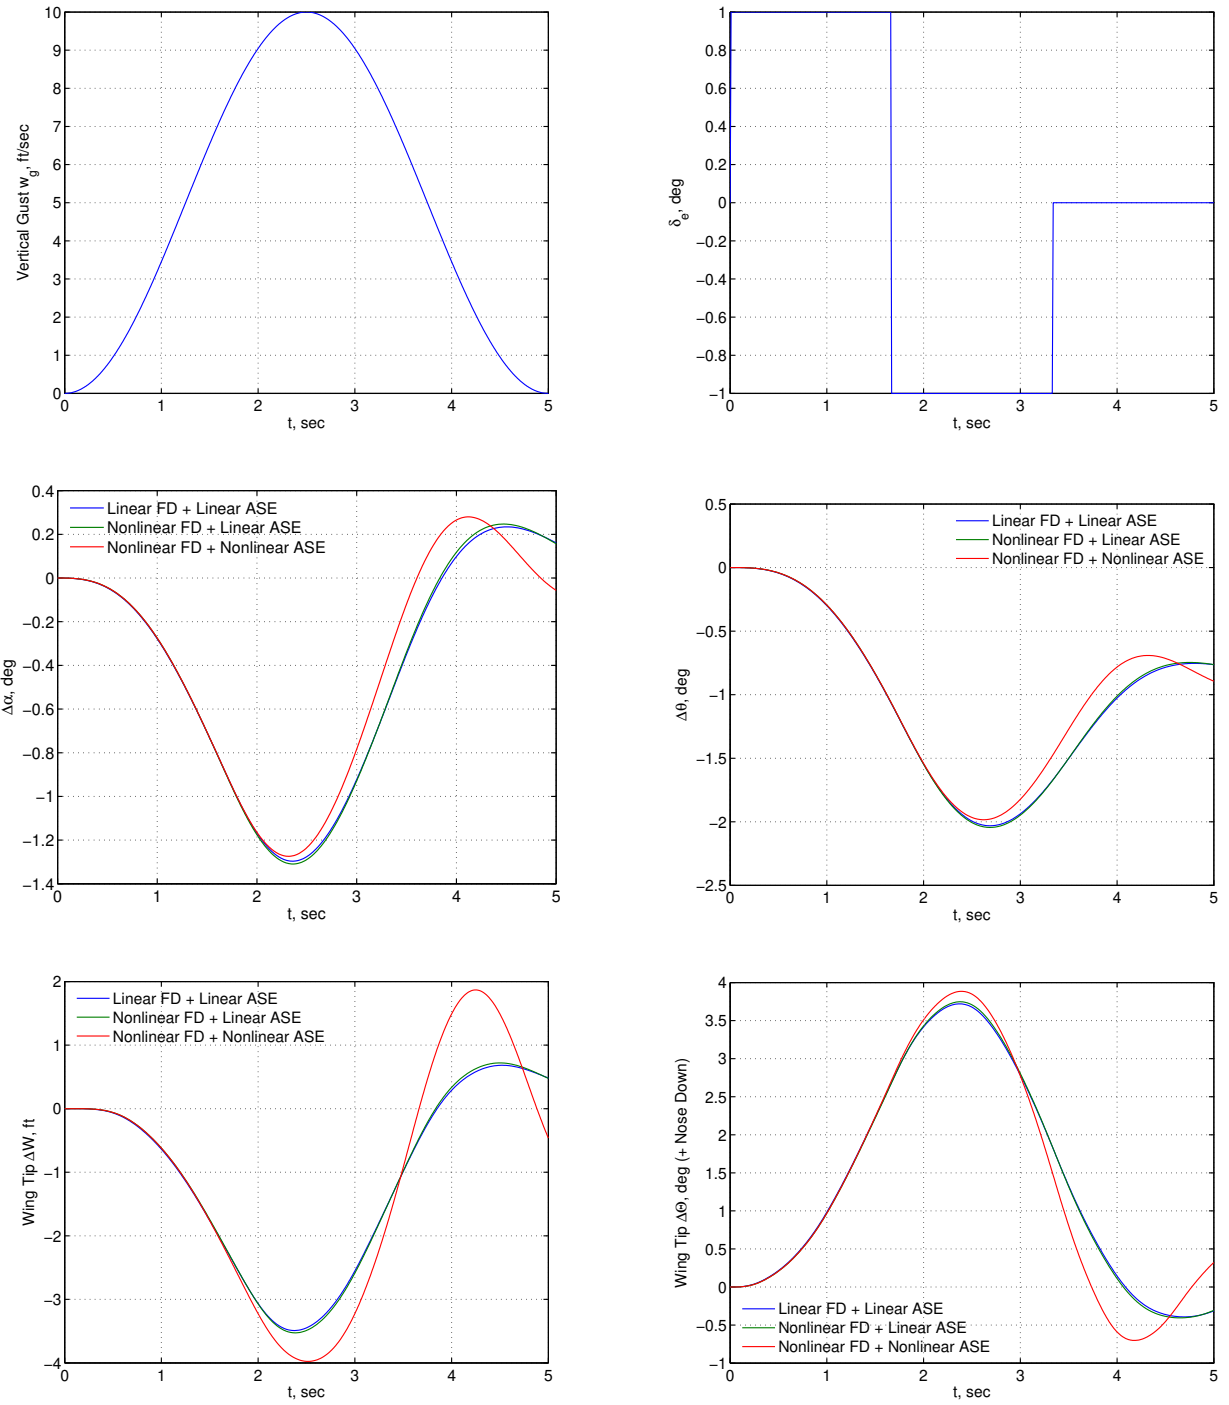 10
9
8
7
6
5
4
3
2
1
0
Vertical Gust w_g, ft/sec
0 1 2 3 4 5
t, sec
1
0.8
0.6
0.4
0.2
0
−0.2
−0.4
−0.6
−0.8
−1
δ_e, deg
0 1 2 3 4 5
t, sec
0.4
0.2
0
−0.2
−0.4
−0.6
−0.8
−1
−1.2
−1.4
Δα, deg
Linear FD + Linear ASE
Nonlinear FD + Linear ASE
Nonlinear FD + Nonlinear ASE
0 1 2 3 4 5
t, sec
0.5
0
−0.5
−1
−1.5
−2
−2.5
Δθ, deg
Linear FD + Linear ASE
Nonlinear FD + Linear ASE
Nonlinear FD + Nonlinear ASE
0 1 2 3 4 5
t, sec
2
1
0
−1
−2
−3
−4
Wing Tip ΔW, ft
Linear FD + Linear ASE
Nonlinear FD + Linear ASE
Nonlinear FD + Nonlinear ASE
0 1 2 3 4 5
t, sec
4
3.5
3
2.5
2
1.5
1
0.5
0
−0.5
−1
Wing Tip ΔΘ, deg (+ Nose Down)
Linear FD + Linear ASE
Nonlinear FD + Linear ASE
Nonlinear FD + Nonlinear ASE
0 1 2 3 4 5
t, sec